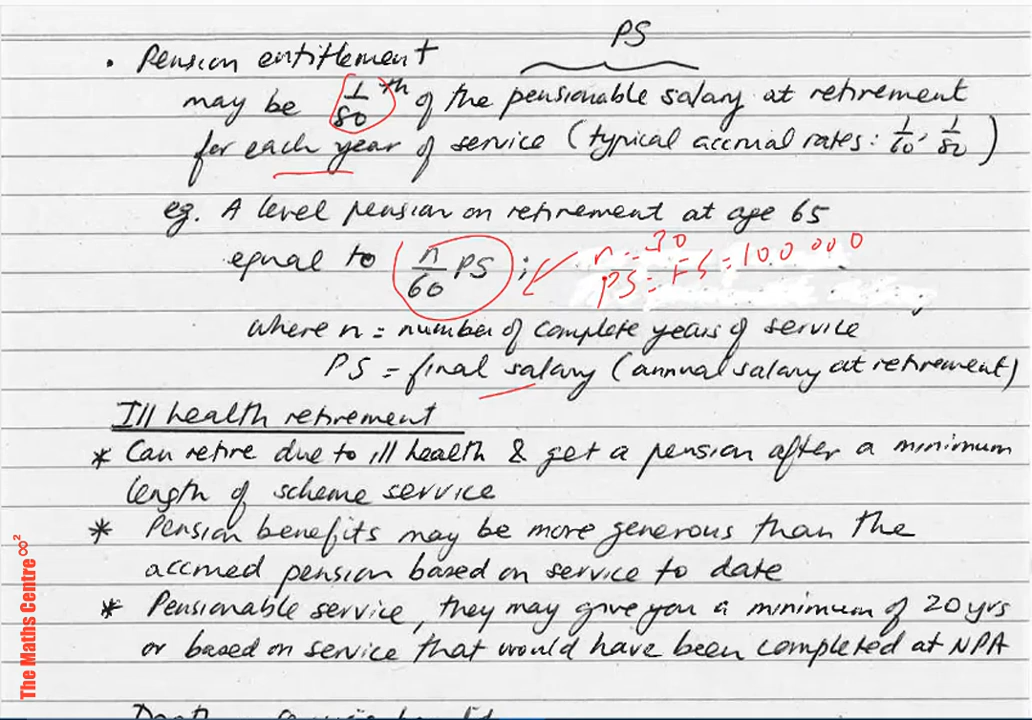 PS
• Pension entitlement
may be 1/80 th of the pensionable salary at retirement
for each year of service (typical accrual rates: 1/60, 1/80)
eg. A level pension on retirement at age 65
equal to n/60 PS ; n = 30
PS = FS = 100 000
where n = number of complete years of service
PS = final salary (annual salary at retirement)
Ill health retirement
* Can retire due to ill health & get a pension after a minimum
length of scheme service
* Pension benefits may be more generous than the
accrued pension based on service to date
* Pensionable service, they may give you a minimum of 20 yrs
or based on service that would have been completed at NPA
The Maths Centre ∞²